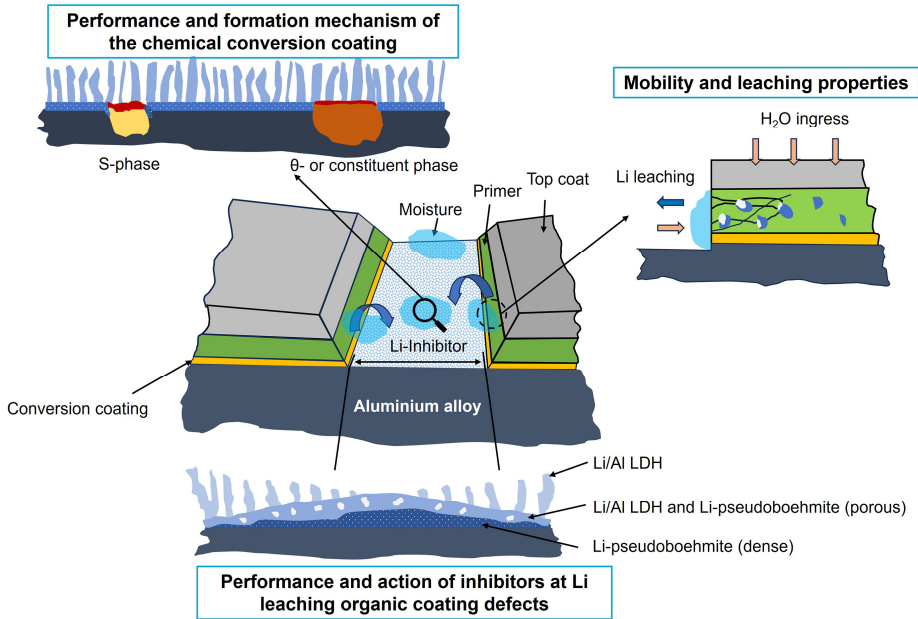 Performance and formation mechanism of
the chemical conversion coating
Mobility and leaching properties
H₂O ingress
S-phase
θ- or constituent phase
Li leaching
Primer
Top coat
Moisture
Li-Inhibitor
Conversion coating
Aluminium alloy
Li/Al LDH
Li/Al LDH and Li-pseudoboehmite (porous)
Li-pseudoboehmite (dense)
Performance and action of inhibitors at Li
leaching organic coating defects